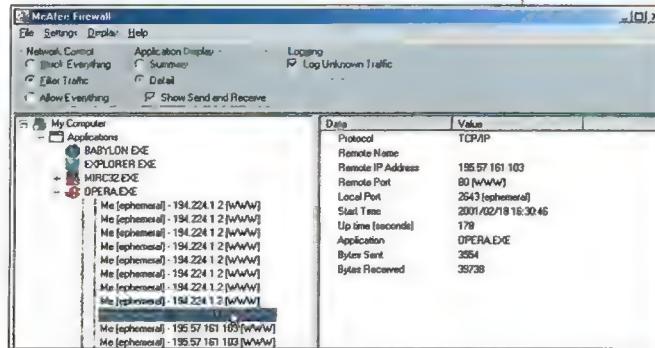 McAfee Firewall
File Settings Display Help
Network Control Application Display Logging
Block Everything Summary Log Unknown Traffic
Filter Traffic Detail
Allow Everything Show Send and Receive
My Computer
Applications
BABYLON.EXE
EXPLORER.EXE
MIRC32.EXE
OPERA.EXE
Me [ephemeral] - 194.224.1.2 [WWW]
Me [ephemeral] - 194.224.1.2 [WWW]
Me [ephemeral] - 194.224.1.2 [WWW]
Me [ephemeral] - 194.224.1.2 [WWW]
Me [ephemeral] - 194.224.1.2 [WWW]
Me [ephemeral] - 194.224.1.2 [WWW]
Me [ephemeral] - 194.224.1.2 [WWW]
Me [ephemeral] - 194.224.1.2 [WWW]
Me [ephemeral] - 195.57.161.103 [WWW]
Me [ephemeral] - 195.57.161.103 [WWW]
Data Value
Protocol TCP/IP
Remote Name
Remote IP Address 195.57.161.103
Remote Port 80 [WWW]
Local Port 2643 [ephemeral]
Start Time 2001/02/18 16:30:46
Up time (seconds) 178
Application OPERA.EXE
Bytes Sent 3554
Bytes Received 39738